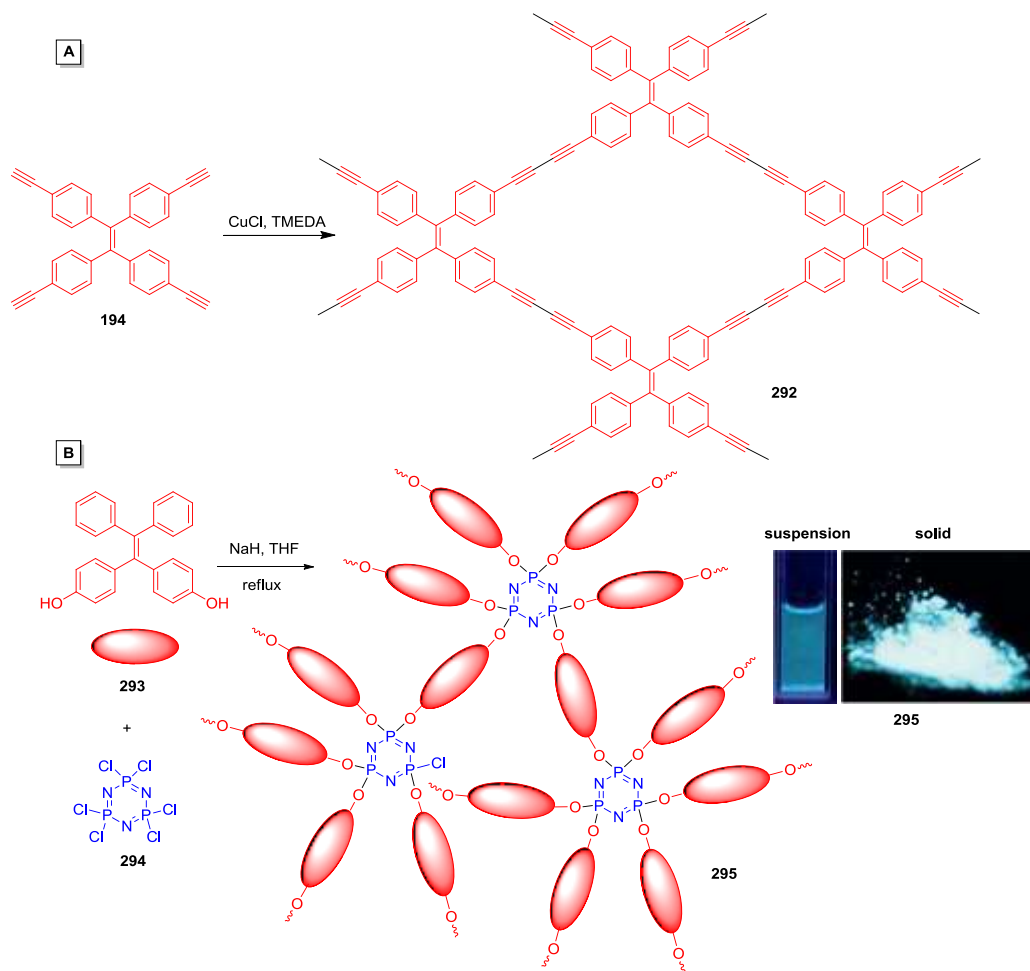 A
194
CuCl, TMEDA
292
B
HO
OH
293
+
Cl
Cl
P
N
N
Cl
P
P
Cl
N
Cl
Cl
294
NaH, THF
reflux
O
O
O
O
P
N
N
O
O
P
P
O
O
N
O
O
O
O
O
O
P
N
N
O
O
P
P
Cl
N
O
O
O
O
O
O
O
P
N
N
O
O
P
P
O
O
N
O
O
O
O
295
suspension
solid
295